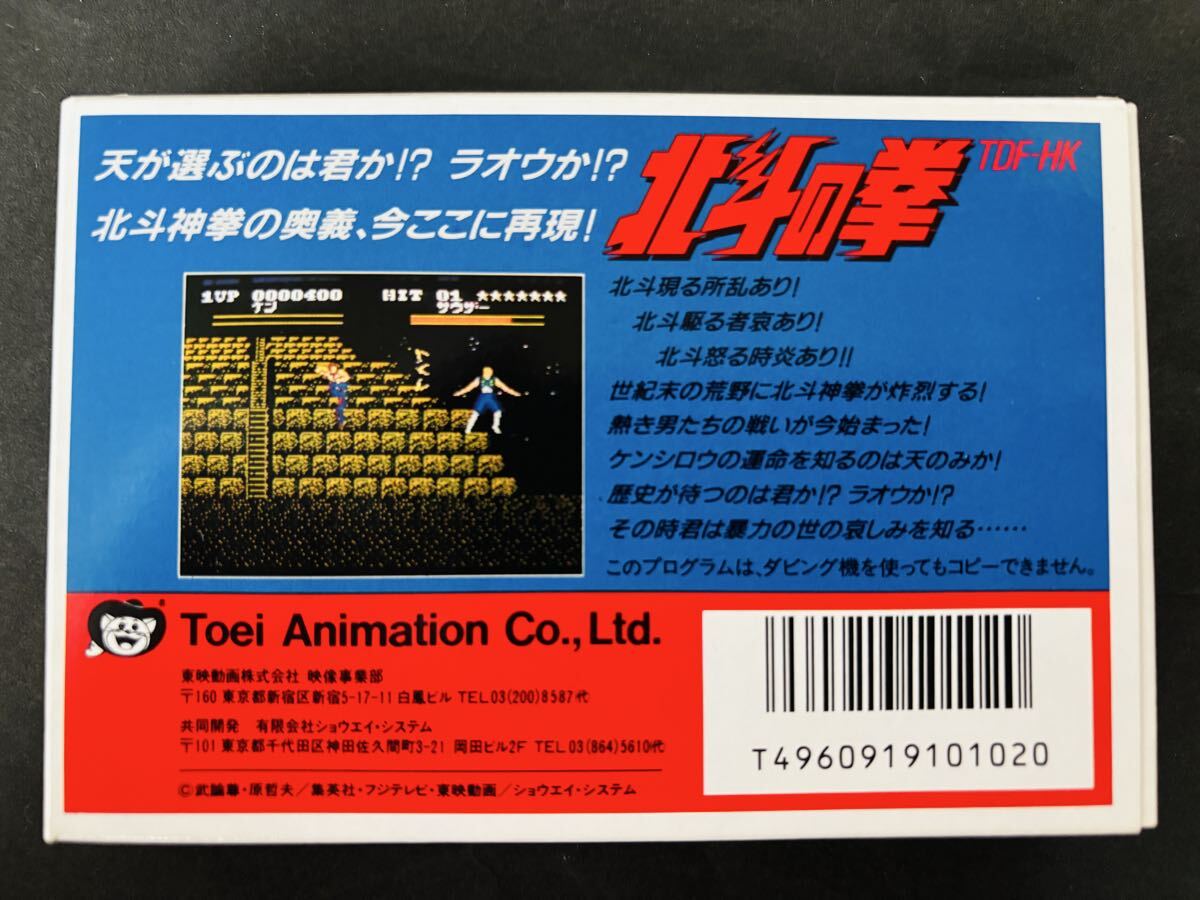 天が選ぶのは君か!? ラオウか!?
北斗神拳の奥義、今ここに再現!
北斗の拳
TDF-HK
1UP 0000400 HIT 01 ★★★★★★★
ケン サウザー
北斗現る所乱あり!
北斗駆る者哀あり!
北斗怒る時炎あり!!
世紀末の荒野に北斗神拳が炸烈する!
熱き男たちの戦いが今始まった!
ケンシロウの運命を知るのは天のみか!
歴史が待つのは君か!? ラオウか!?
その時君は暴力の世の哀しみを知る……
このプログラムは、ダビング機を使ってもコピーできません。
Toei Animation Co., Ltd.
東映動画株式会社 映像事業部
〒160 東京都新宿区新宿5-17-11 白鳳ビル TEL03(200)8587代
共同開発 有限会社ショウエイ・システム
〒101 東京都千代田区神田佐久間町3-21 岡田ビル2F TEL 03(864)5610代
©武論尊・原哲夫/集英社・フジテレビ・東映動画/ショウエイ・システム
T4960919101020